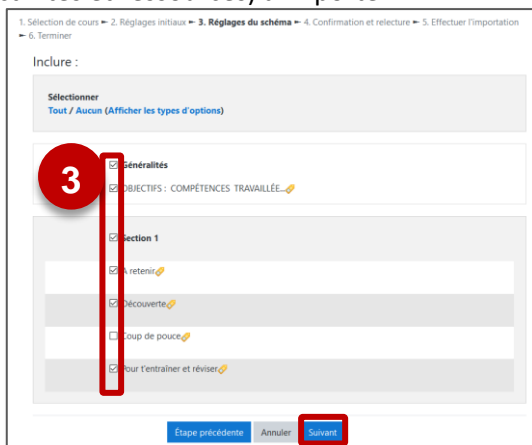 1. Sélection de cours ► 2. Réglages initiaux ► 3. Réglages du schéma ► 4. Confirmation et relecture ► 5. Effectuer l'importation
► 6. Terminer
Inclure :
Sélectionner
Tout / Aucun (Afficher les types d'options)
3
Généralités
OBJECTIFS : COMPÉTENCES TRAVAILLÉE...
Section 1
A retenir
Découverte
Coup de pouce
Pour t'entraîner et réviser
Étape précédente Annuler Suivant